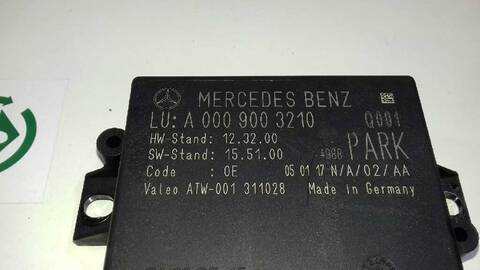 MERCEDES BENZ
LU: A 000 900 3210 Q001
HW-Stand: 12.32.00 PARK
SW-Stand: 15.51.00
Code : 0E 05 01 17 N/A/02/AA
Valeo ATW-001 311028 Made in Germany